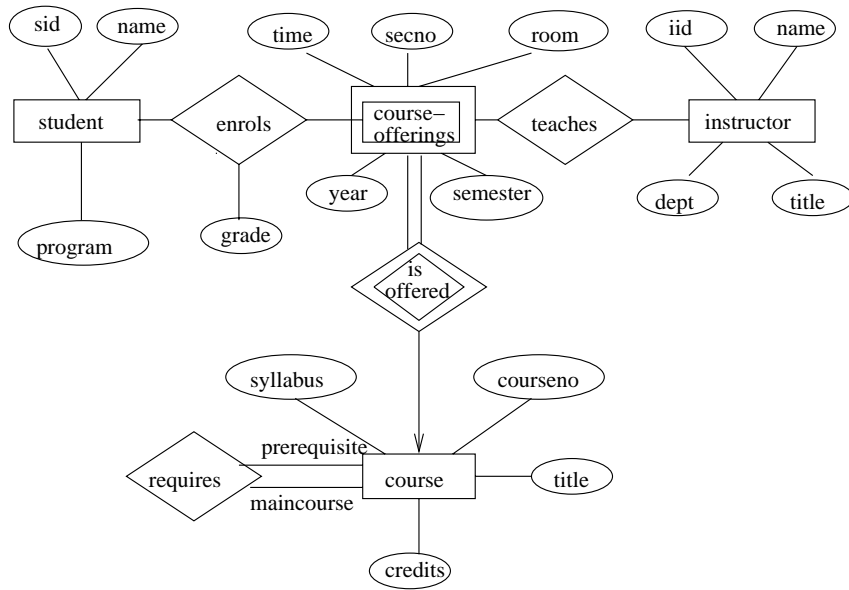 sid
name
time
secno
room
iid
name
student
enrols
course–
offerings
teaches
instructor
year
semester
dept
title
program
grade
is
offered
syllabus
courseno
prerequisite
requires
maincourse
course
title
credits